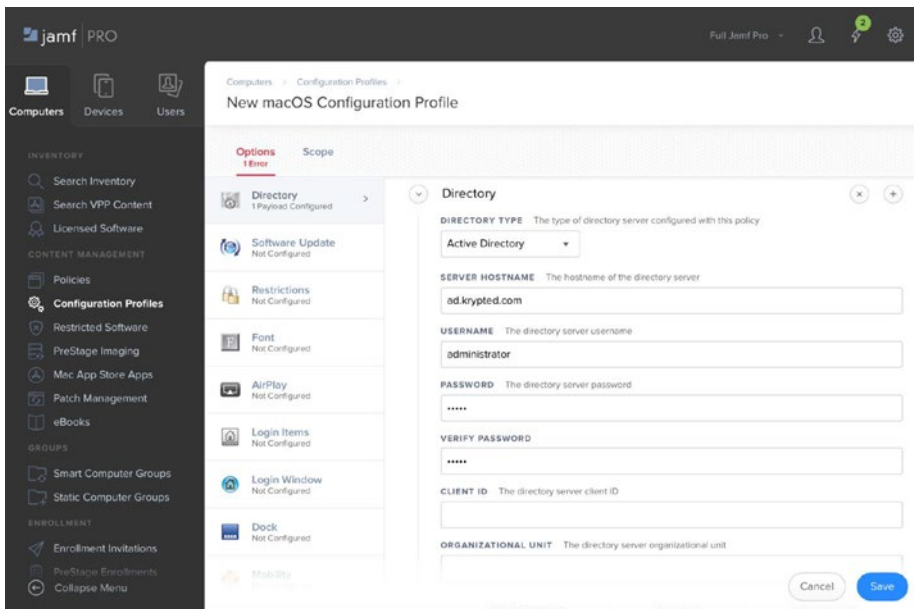 jamf PRO
Full Jamf Pro
2
Computers
Devices
Users
INVENTORY
Search Inventory
Search VPP Content
Licensed Software
CONTENT MANAGEMENT
Policies
Configuration Profiles
Restricted Software
PreStage Imaging
Mac App Store Apps
Patch Management
eBooks
GROUPS
Smart Computer Groups
Static Computer Groups
ENROLLMENT
Enrollment Invitations
PreStage Enrollments
Collapse Menu
Computers > Configuration Profiles >
New macOS Configuration Profile
Options
1 Error
Scope
Directory
1 Payload Configured
Software Update
Not Configured
Restrictions
Not Configured
Font
Not Configured
AirPlay
Not Configured
Login Items
Not Configured
Login Window
Not Configured
Dock
Not Configured
Mobility
Directory
DIRECTORY TYPE The type of directory server configured with this policy
Active Directory
SERVER HOSTNAME The hostname of the directory server
ad.krypted.com
USERNAME The directory server username
administrator
PASSWORD The directory server password
•••••
VERIFY PASSWORD
•••••
CLIENT ID The directory server client ID
ORGANIZATIONAL UNIT The directory server organizational unit
Cancel
Save